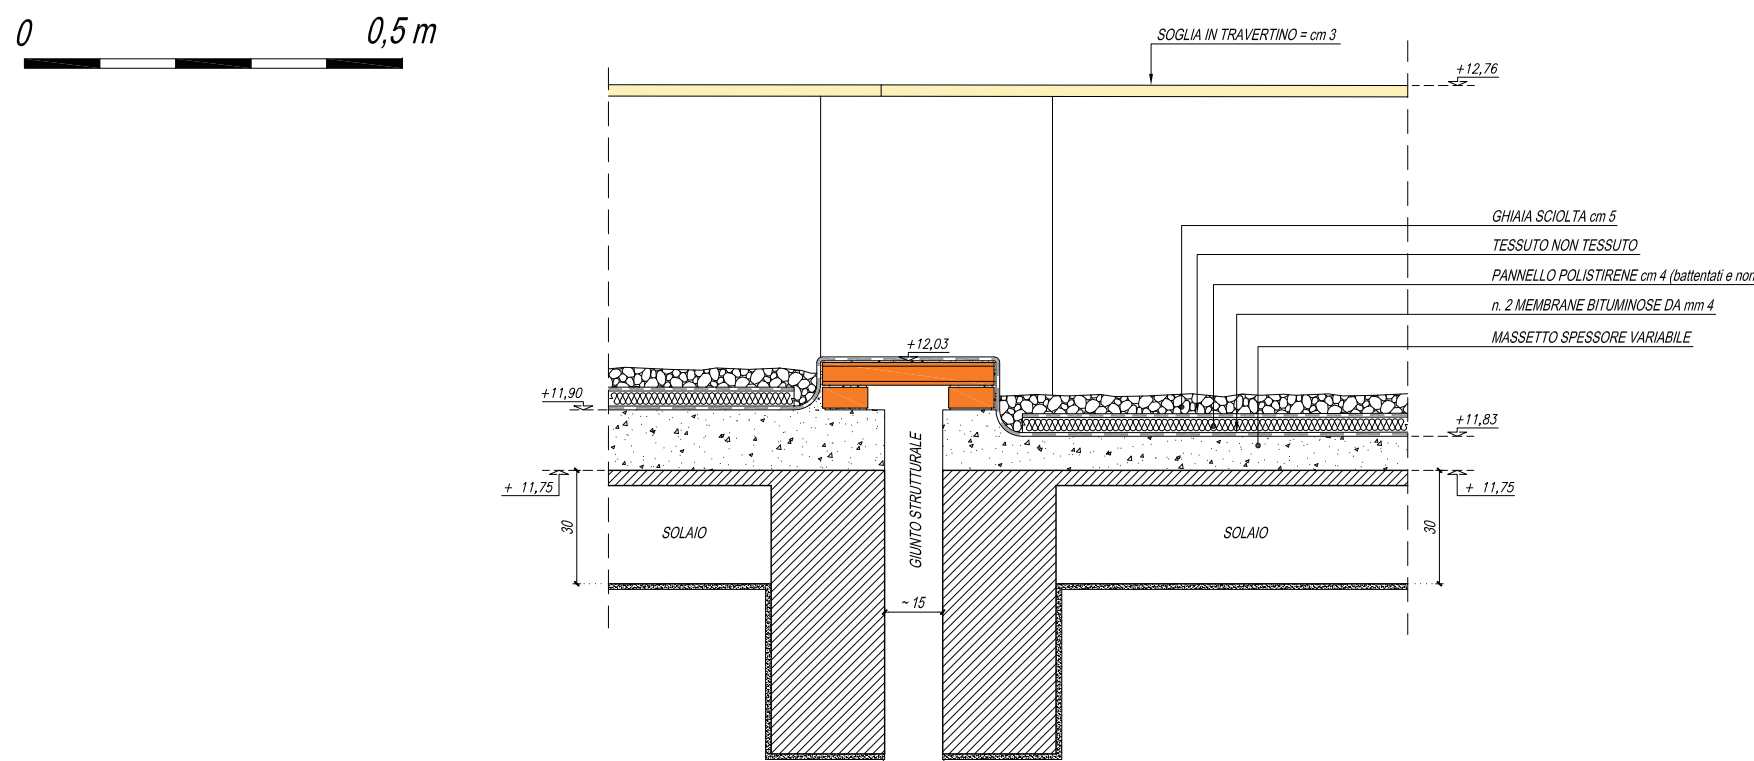 0
0,5 m
SOGLIA IN TRAVERTINO = cm 3
+12,76
GHIAIA SCIOLTA cm 5
TESSUTO NON TESSUTO
PANNELLO POLISTIRENE cm 4 (battentati e non
n. 2 MEMBRANE BITUMINOSE DA mm 4
MASSETTO SPESSORE VARIABILE
+12,03
+11,90
+11,83
GIUNTO STRUTTURALE
+ 11,75
+ 11,75
30
SOLAIO
SOLAIO
30
~ 15